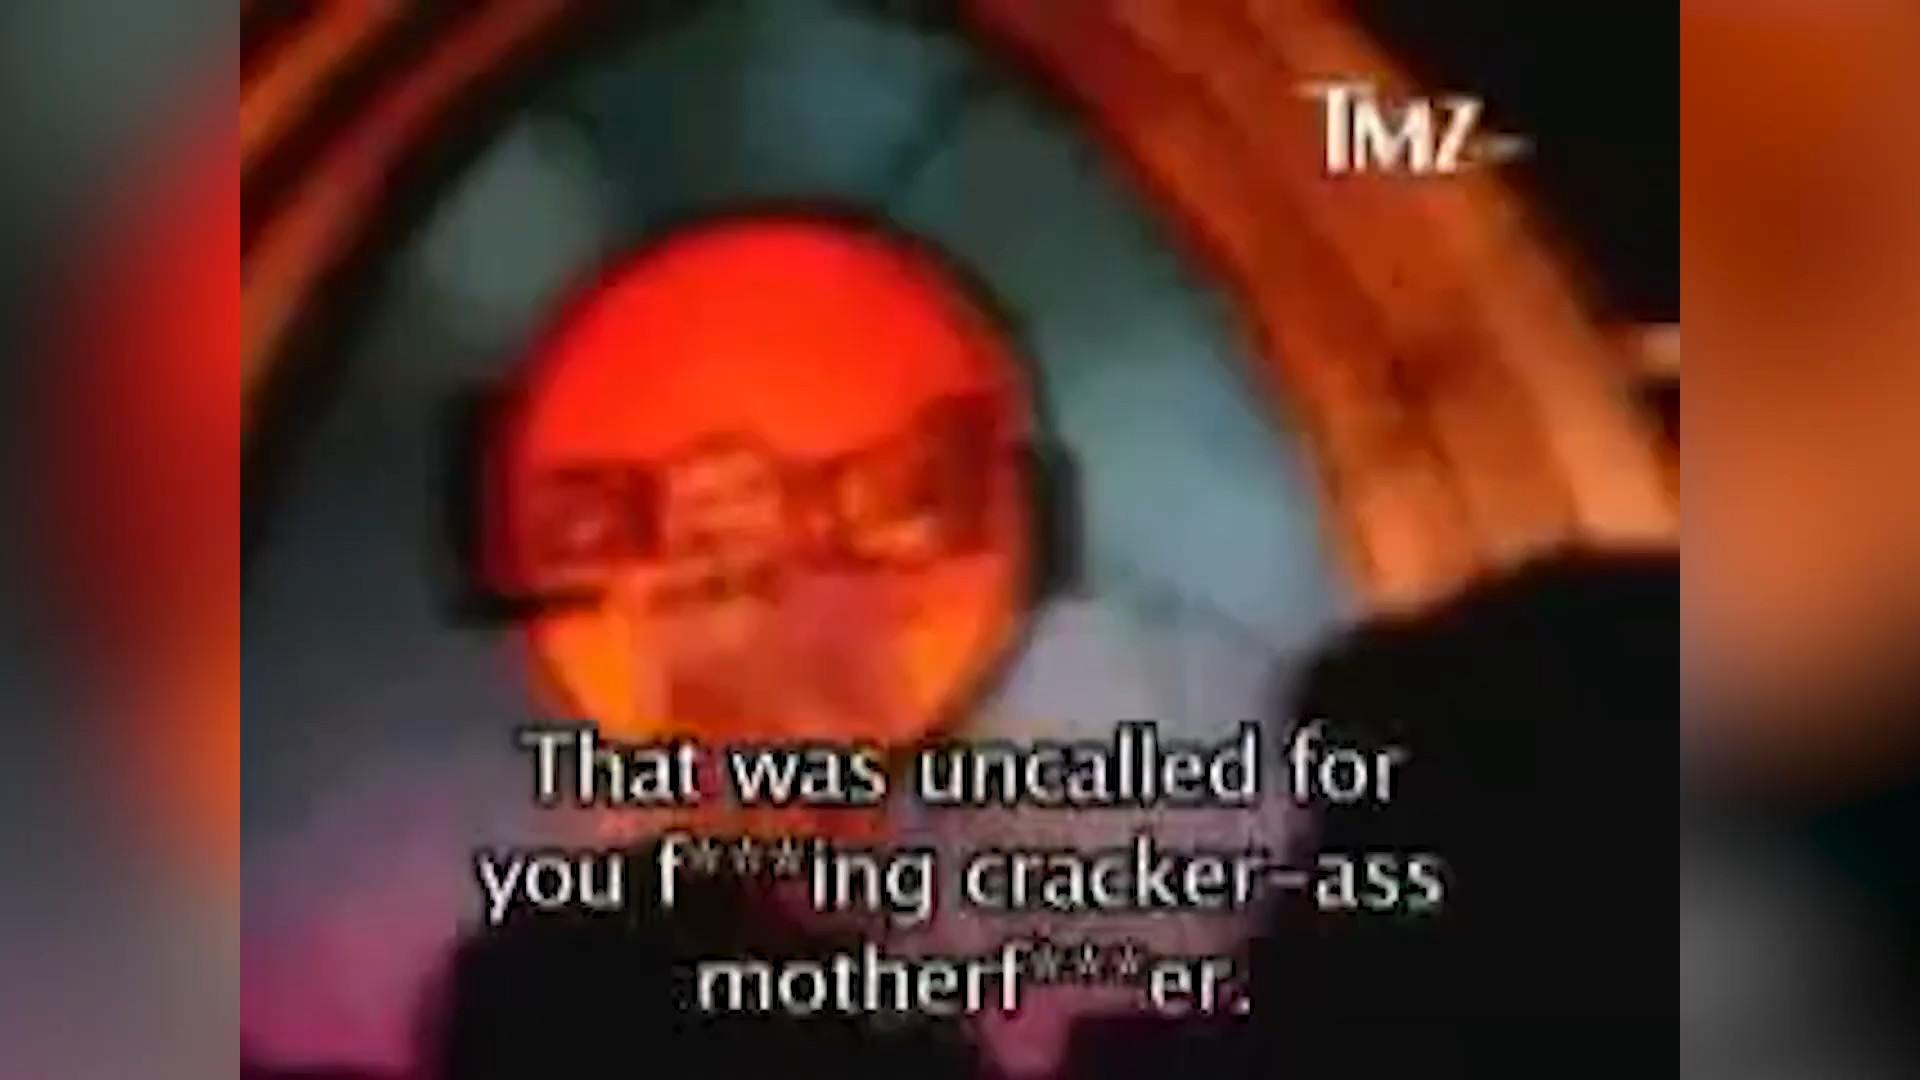 TMZ
That was uncalled for
you f***ing cracker-ass
motherf***er.